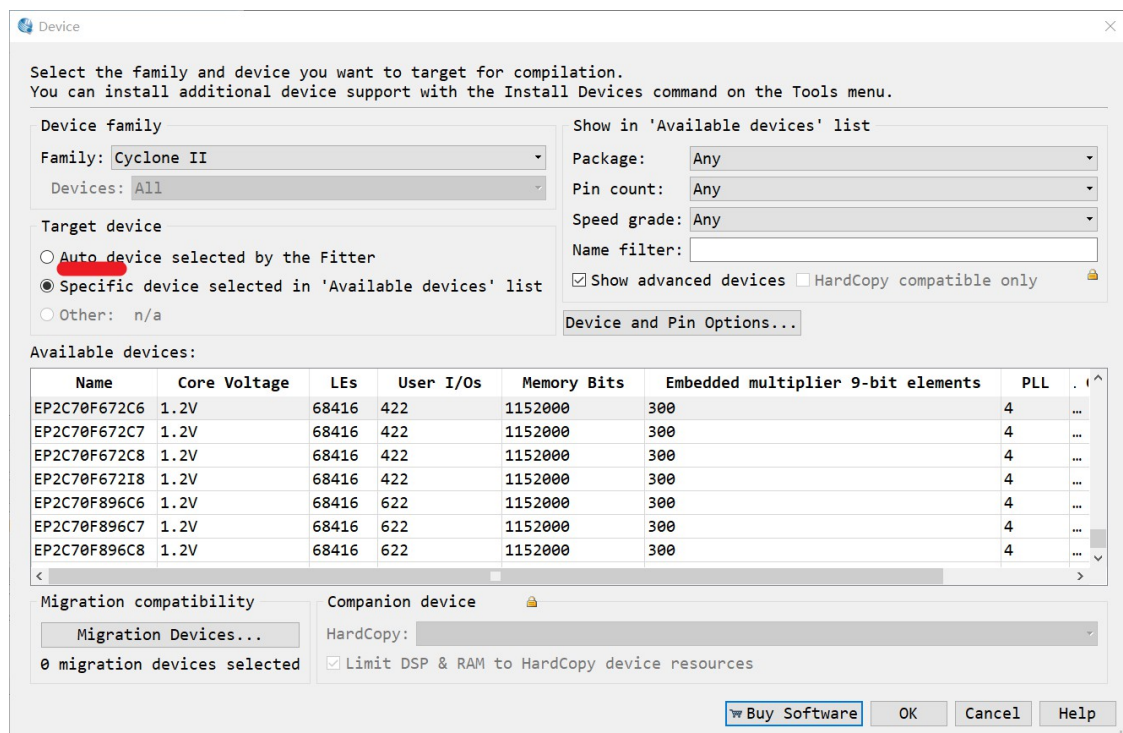 Device
Select the family and device you want to target for compilation.
You can install additional device support with the Install Devices command on the Tools menu.
Device family
Family: Cyclone II
Devices: All
Target device
Auto device selected by the Fitter
Specific device selected in 'Available devices' list
Other: n/a
Show in 'Available devices' list
Package: Any
Pin count: Any
Speed grade: Any
Name filter:
Show advanced devices HardCopy compatible only
Device and Pin Options...
Available devices:
Name Core Voltage LEs User I/Os Memory Bits Embedded multiplier 9-bit elements PLL
EP2C70F672C6 1.2V 68416 422 1152000 300 4 ...
EP2C70F672C7 1.2V 68416 422 1152000 300 4 ...
EP2C70F672C8 1.2V 68416 422 1152000 300 4 ...
EP2C70F672I8 1.2V 68416 422 1152000 300 4 ...
EP2C70F896C6 1.2V 68416 622 1152000 300 4 ...
EP2C70F896C7 1.2V 68416 622 1152000 300 4 ...
EP2C70F896C8 1.2V 68416 622 1152000 300 4 ...
Migration compatibility
Migration Devices...
0 migration devices selected
Companion device
HardCopy:
Limit DSP & RAM to HardCopy device resources
Buy Software OK Cancel Help